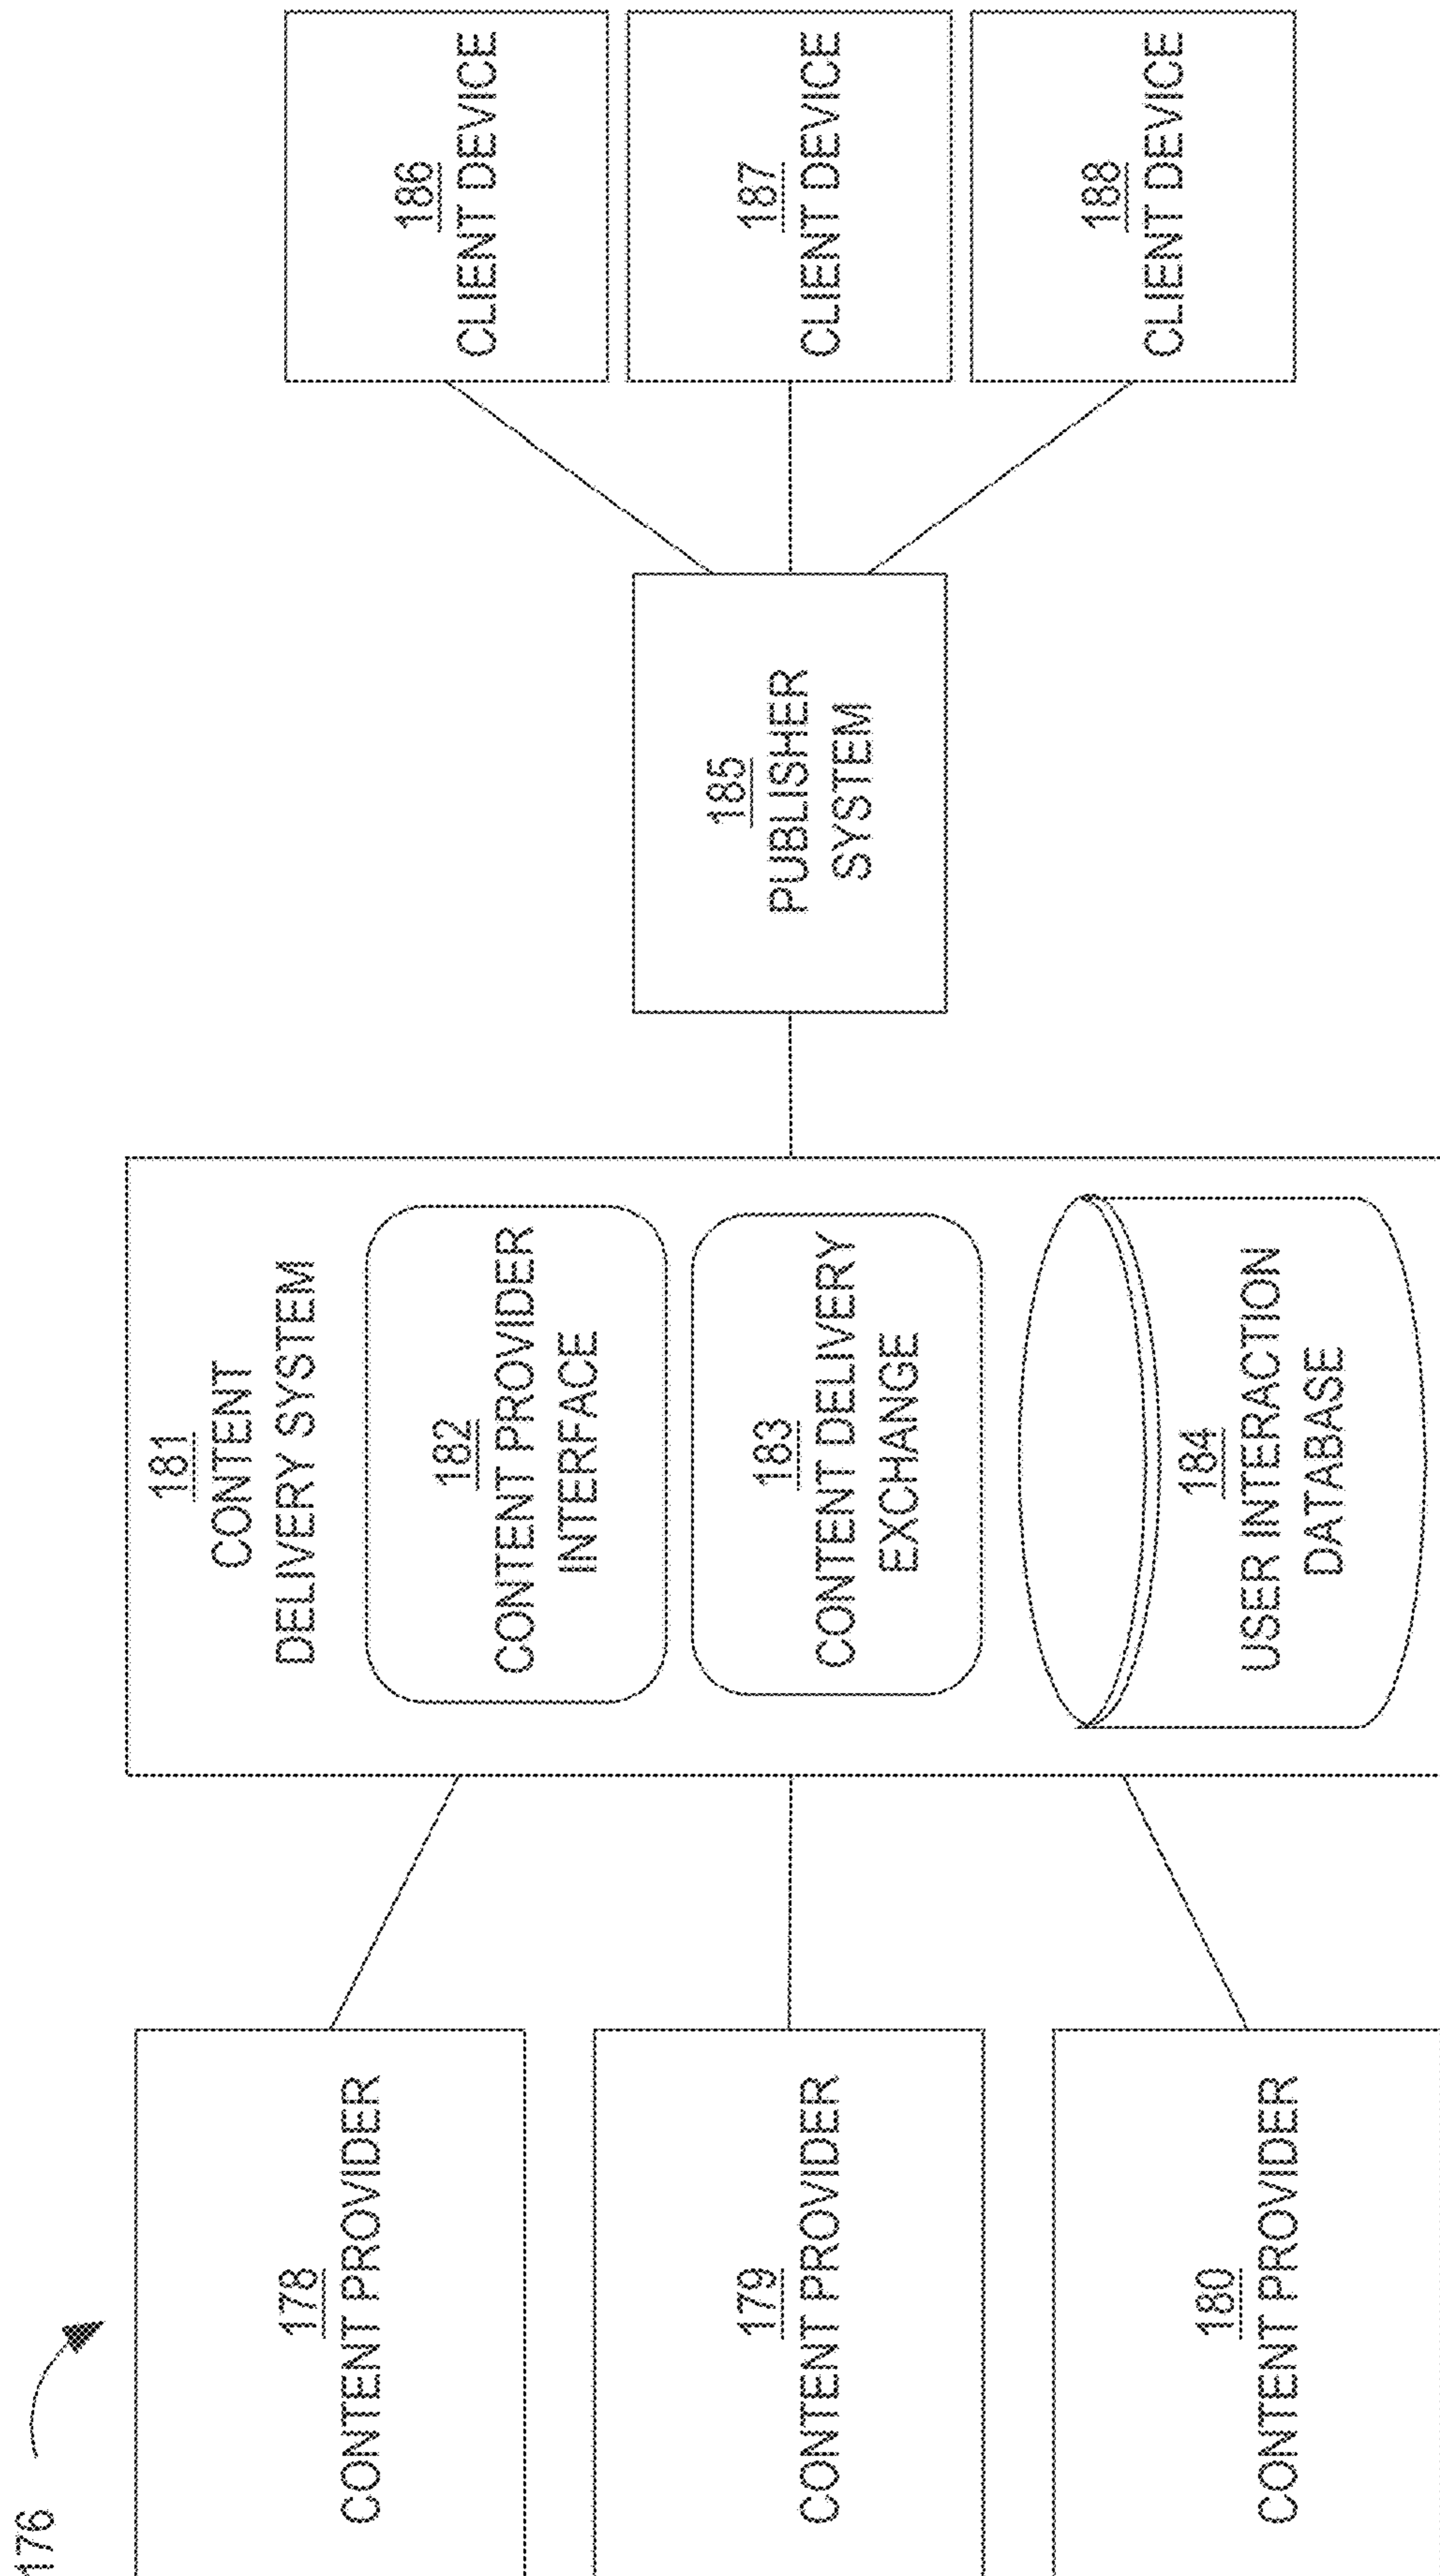 176
178
CONTENT PROVIDER
179
CONTENT PROVIDER
180
CONTENT PROVIDER
181
CONTENT
DELIVERY SYSTEM
182
CONTENT PROVIDER
INTERFACE
183
CONTENT DELIVERY
EXCHANGE
184
USER INTERACTION
DATABASE
185
PUBLISHER
SYSTEM
186
CLIENT DEVICE
187
CLIENT DEVICE
188
CLIENT DEVICE